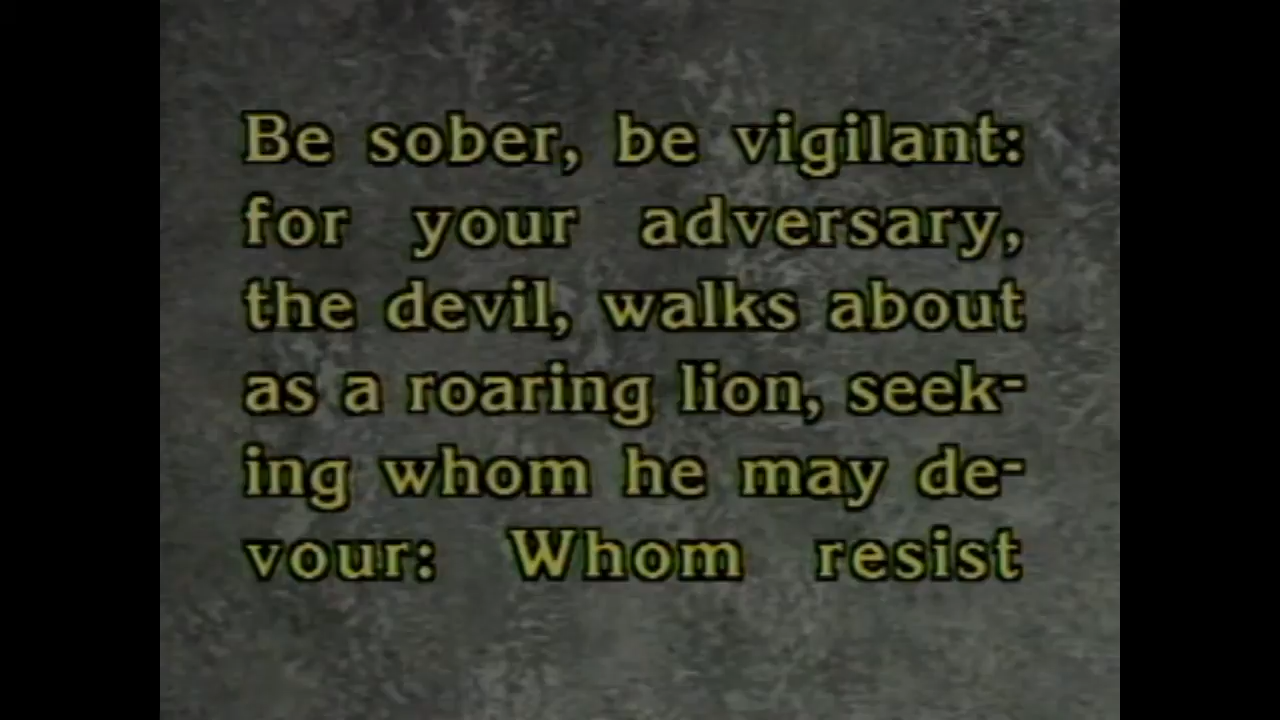 Be sober, be vigilant:
for your adversary,
the devil, walks about
as a roaring lion, seek-
ing whom he may de-
vour: Whom resist